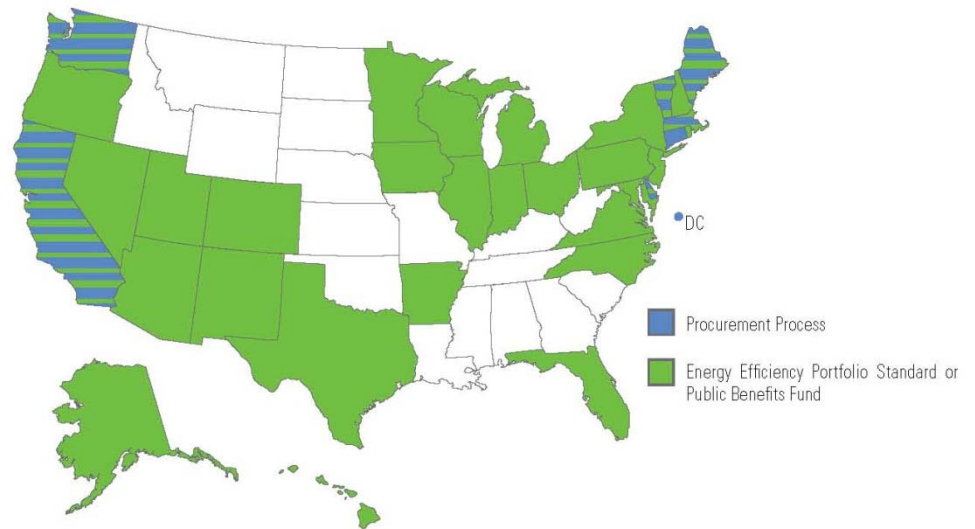 DC
Procurement Process
Energy Efficiency Portfolio Standard or
Public Benefits Fund